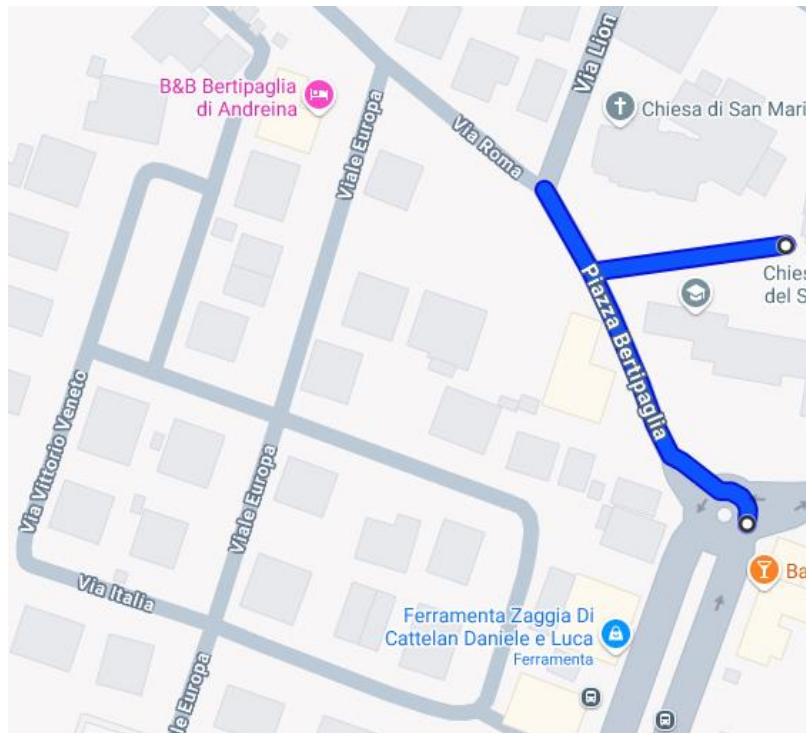 Via Lion
B&B Bertipaglia
di Andreina
Chiesa di San Mari
Via Roma
Viale Europa
Chies
del S
Piazza Bertipaglia
Via Vittorio Veneto
Viale Europa
Via Italia
Ba
Ferramenta Zaggia Di
Cattelan Daniele e Luca
Ferramenta
ale Europa